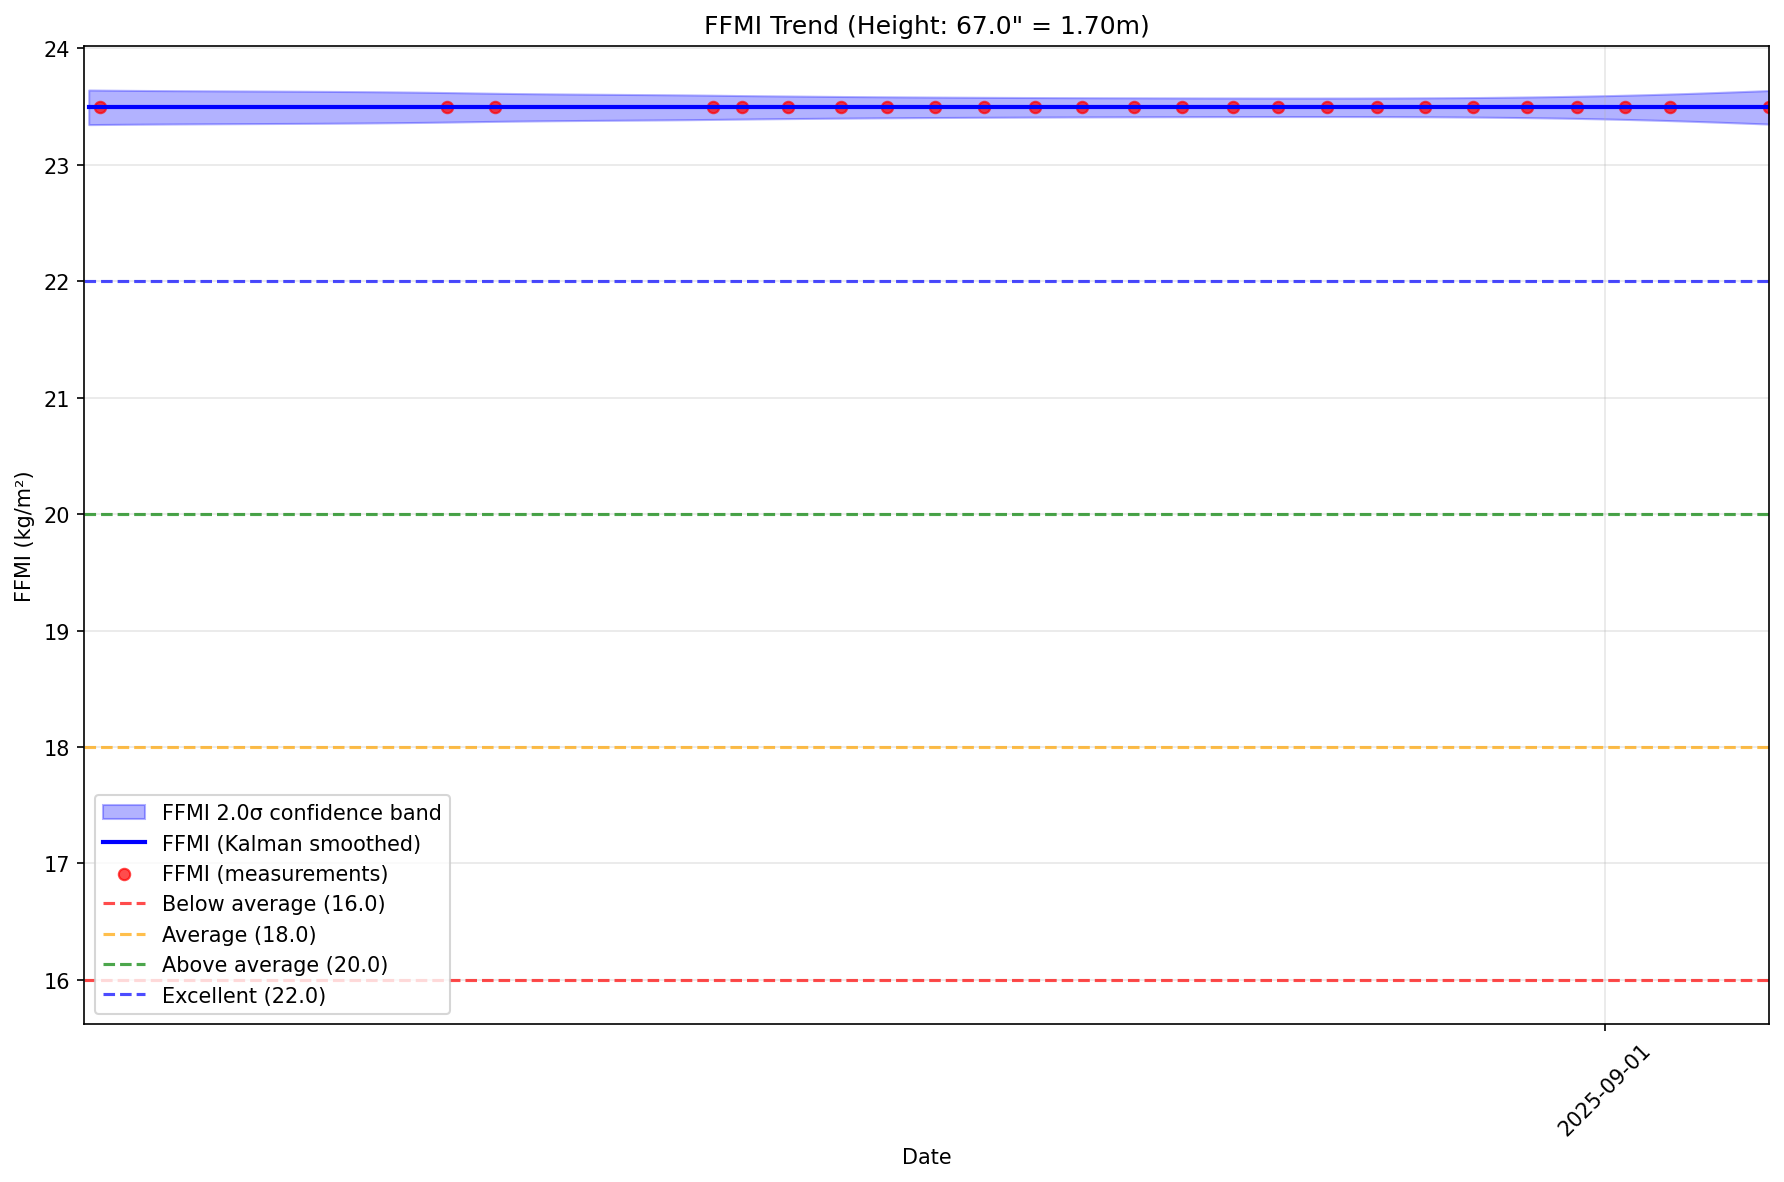 FFMI Trend (Height: 67.0" = 1.70m)
24
23
22
21
20
19
18
17
16
FFMI (kg/m²)
FFMI 2.0σ confidence band
FFMI (Kalman smoothed)
FFMI (measurements)
Below average (16.0)
Average (18.0)
Above average (20.0)
Excellent (22.0)
2025-09-01
Date